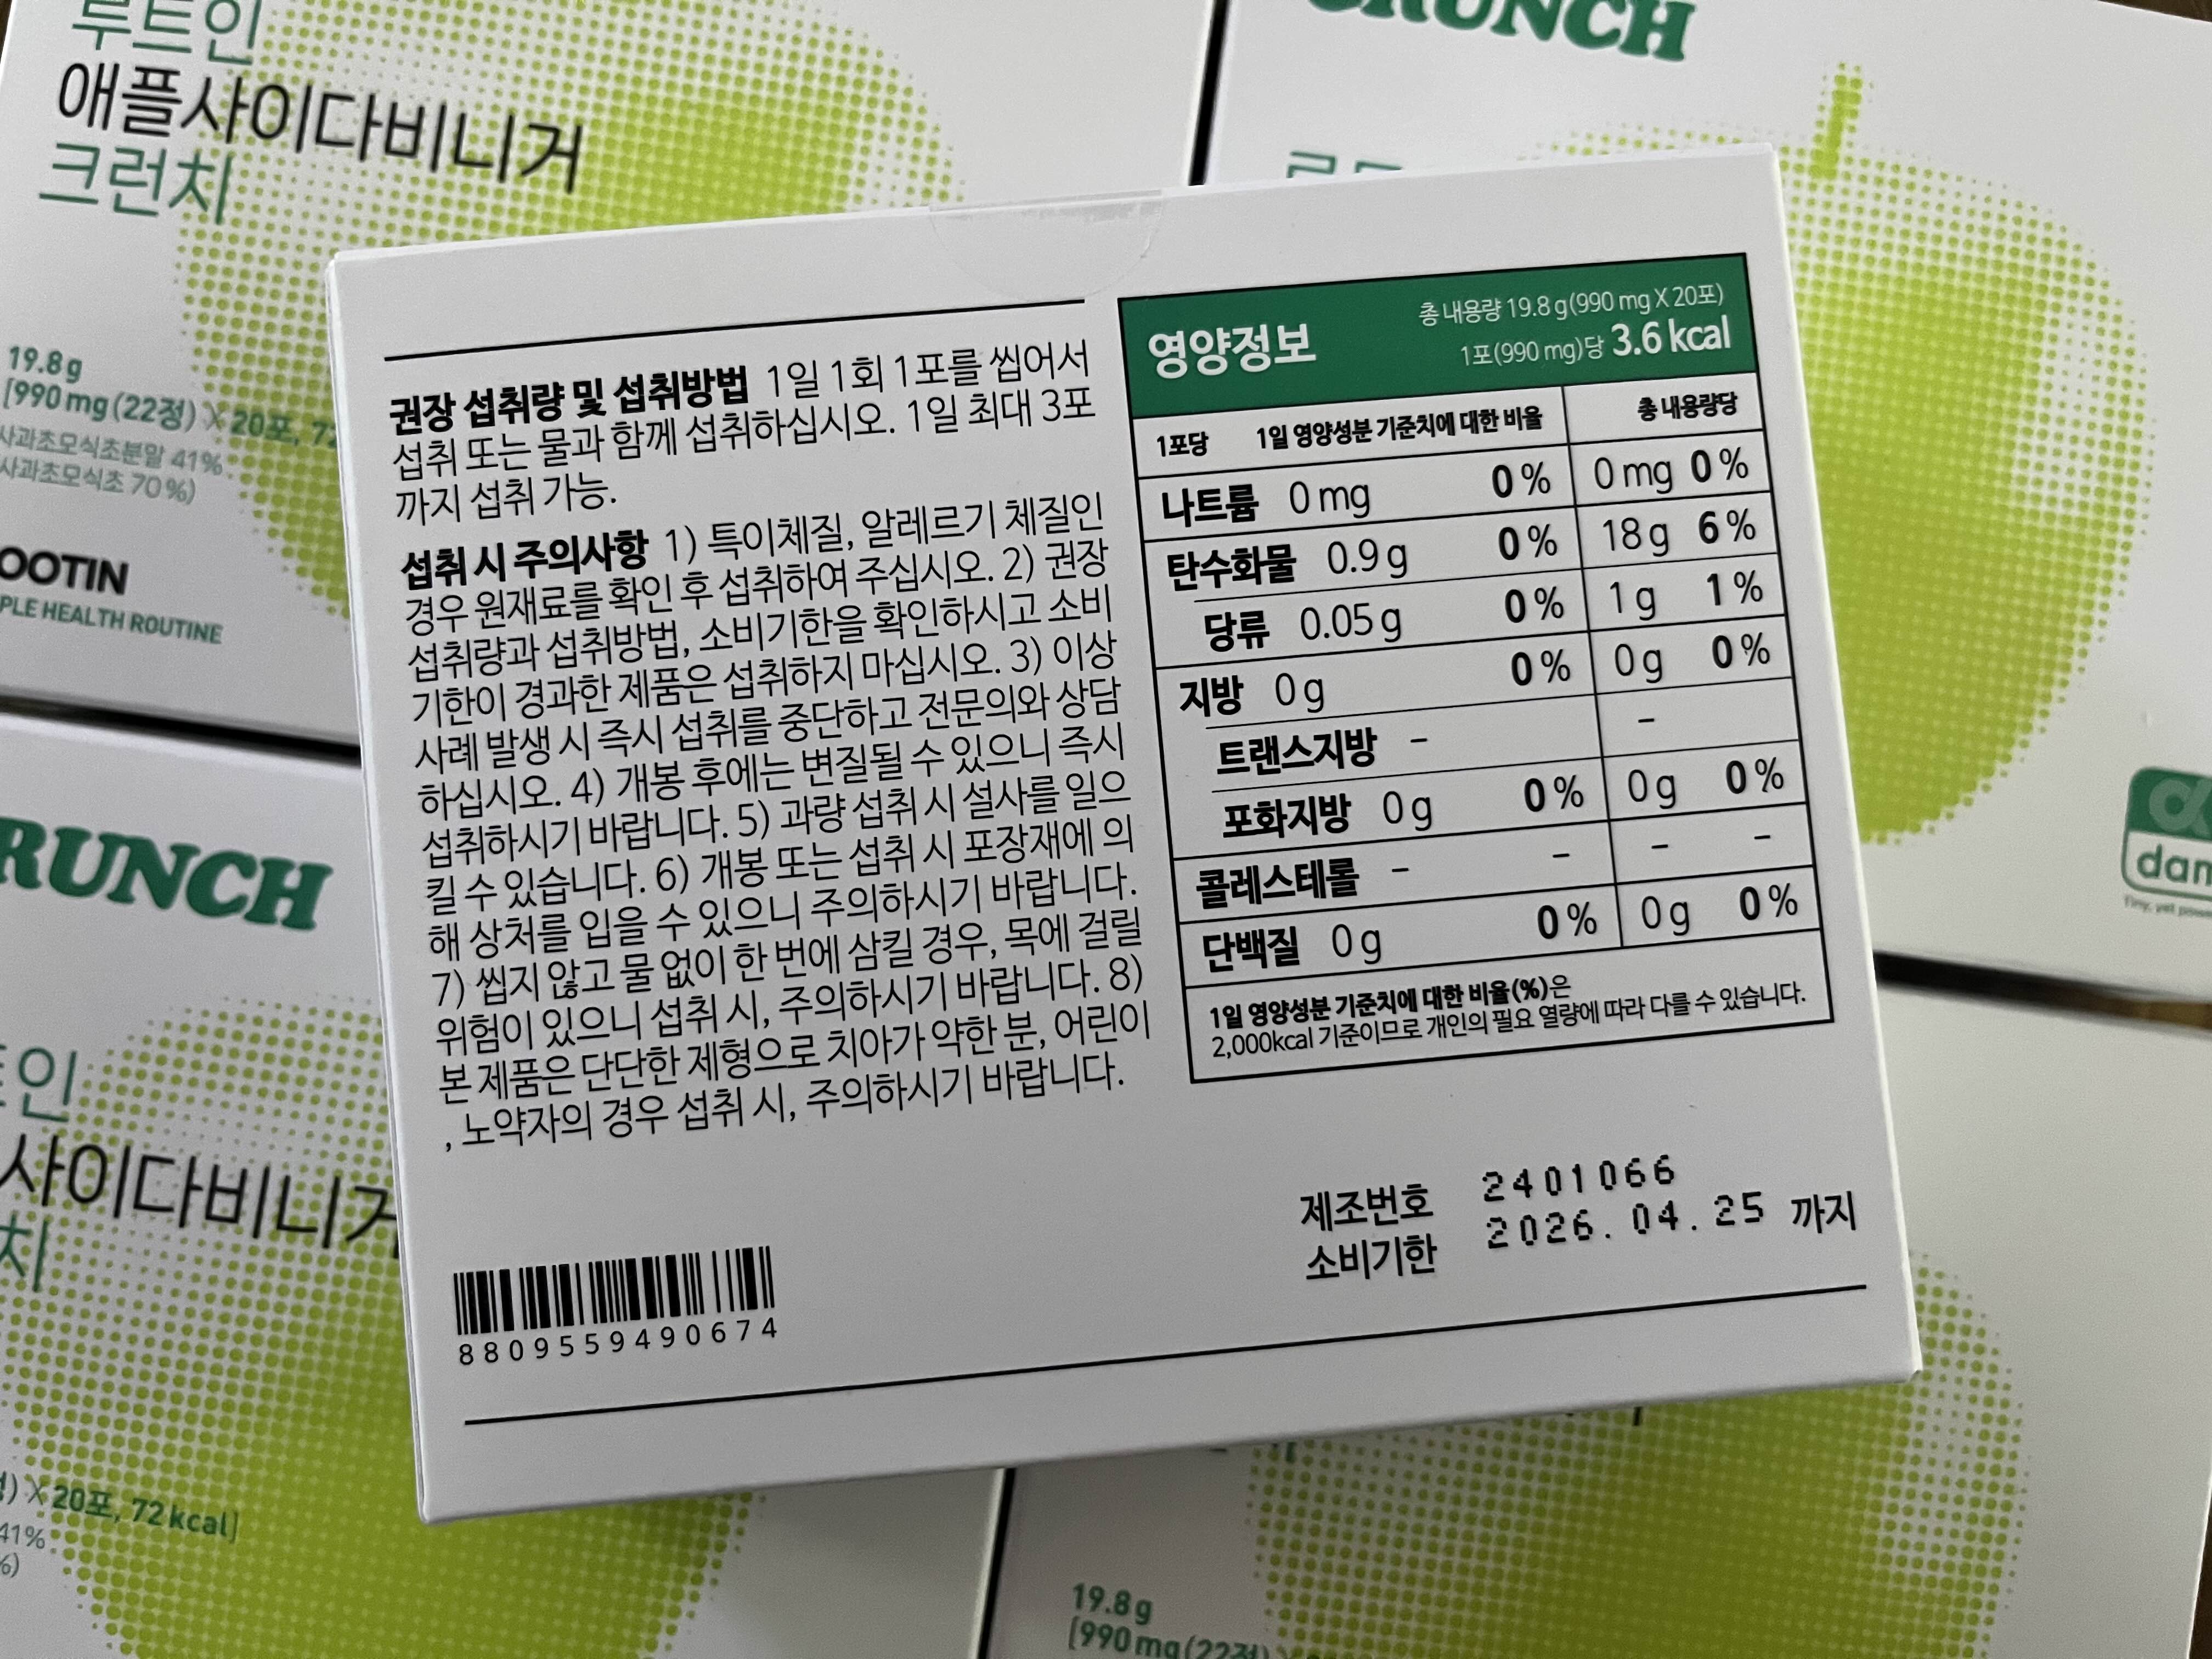 루트인
애플사이다비니거
크런치
19.8g
[990 mg (22정) X 20포, 72
사과초모식초분말 41%
사과초모식초 70%)
OOTIN
PLE HEALTH ROUTINE
CRUNCH
권장 섭취량 및 섭취방법 1일 1회 1포를 씹어서
섭취 또는 물과 함께 섭취하십시오. 1일 최대 3포
까지 섭취 가능.
섭취 시 주의사항 1) 특이체질, 알레르기 체질인
경우 원재료를 확인 후 섭취하여 주십시오. 2) 권장
섭취량과 섭취방법, 소비기한을 확인하시고 소비
기한이 경과한 제품은 섭취하지 마십시오. 3) 이상
사례 발생 시 즉시 섭취를 중단하고 전문의와 상담
하십시오. 4) 개봉 후에는 변질될 수 있으니 즉시
섭취하시기 바랍니다. 5) 과량 섭취 시 설사를 일으
킬 수 있습니다. 6) 개봉 또는 섭취 시 포장재에 의
해 상처를 입을 수 있으니 주의하시기 바랍니다.
7) 씹지 않고 물 없이 한 번에 삼킬 경우, 목에 걸릴
위험이 있으니 섭취 시, 주의하시기 바랍니다. 8)
본 제품은 단단한 제형으로 치아가 약한 분, 어린이
, 노약자의 경우 섭취 시, 주의하시기 바랍니다.
8809559490674
영양정보
총 내용량 19.8 g(990 mg X 20포)
1포(990 mg)당 3.6 kcal
1포당 1일 영양성분 기준치에 대한 비율 총 내용량당
나트륨 0 mg 0 % 0 mg 0 %
탄수화물 0.9 g 0 % 18 g 6 %
당류 0.05 g 0 % 1 g 1 %
지방 0 g 0 % 0 g 0 %
트랜스지방 - -
포화지방 0 g 0 % 0 g 0 %
콜레스테롤 - - - -
단백질 0 g 0 % 0 g 0 %
1일 영양성분 기준치에 대한 비율(%)은
2,000kcal 기준이므로 개인의 필요 열량에 따라 다를 수 있습니다.
제조번호 2401066
소비기한 2026.04.25 까지
RUNCH
트인
사이다비니거
치
) X 20포, 72 kcal]
41%
%)
dan
19.8g
[990 mg (22정)